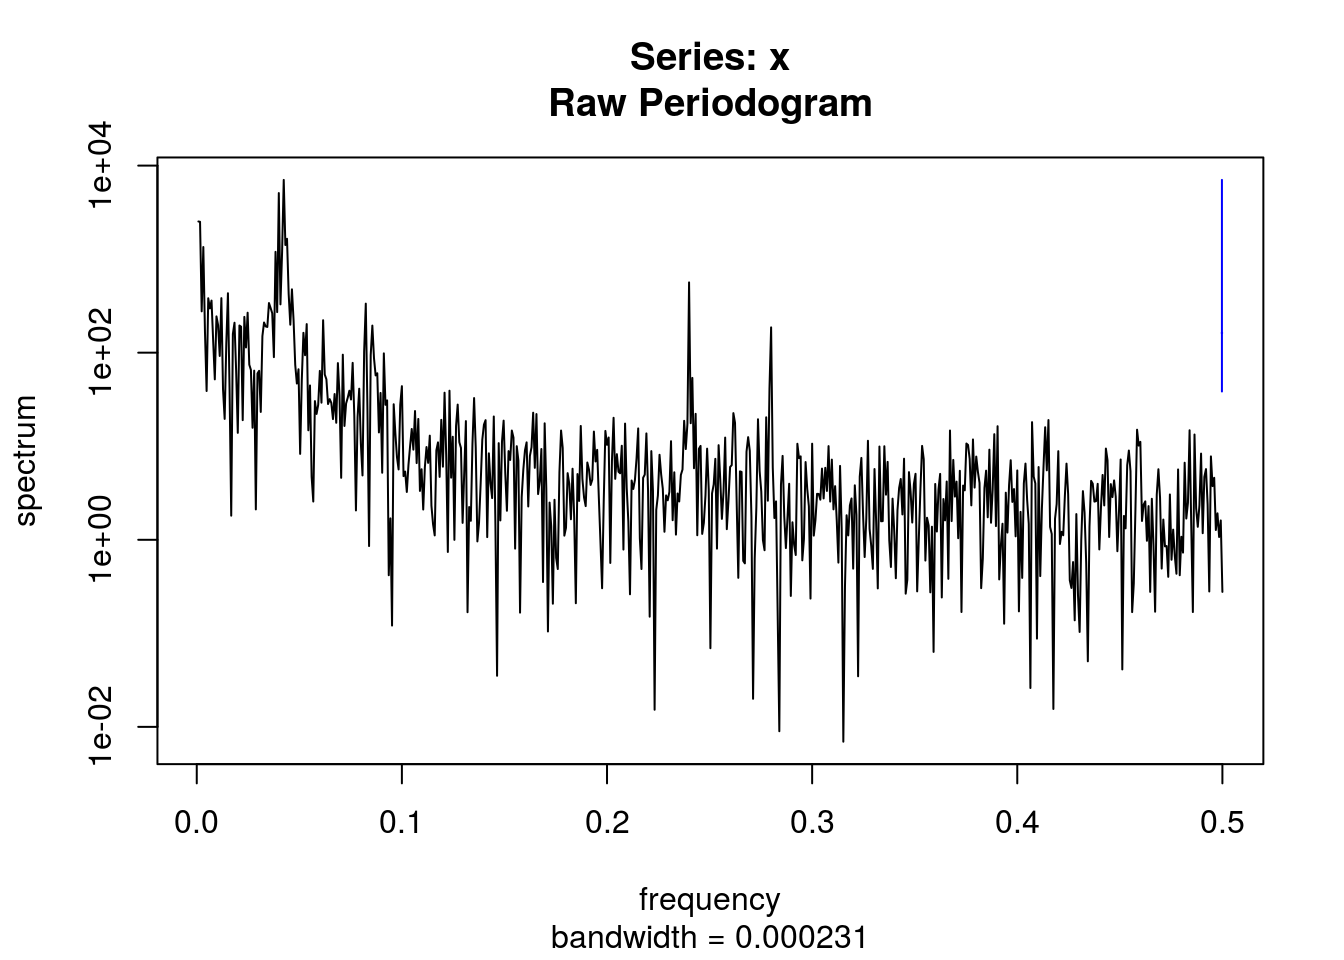 Series: x
Raw Periodogram
1e+04
1e+02
1e+00
1e-02
spectrum
0.0 0.1 0.2 0.3 0.4 0.5
frequency
bandwidth = 0.000231